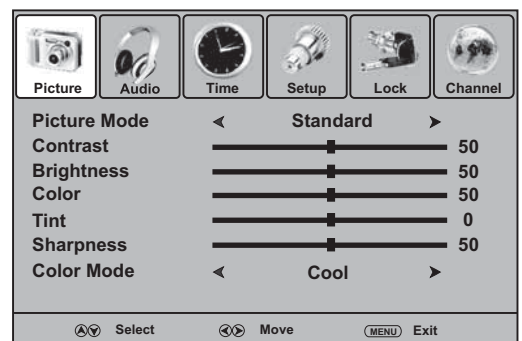 Picture Audio Time Setup Lock Channel
Picture Mode Standard
Contrast 50
Brightness 50
Color 50
Tint 0
Sharpness 50
Color Mode Cool
Select Move MENU Exit